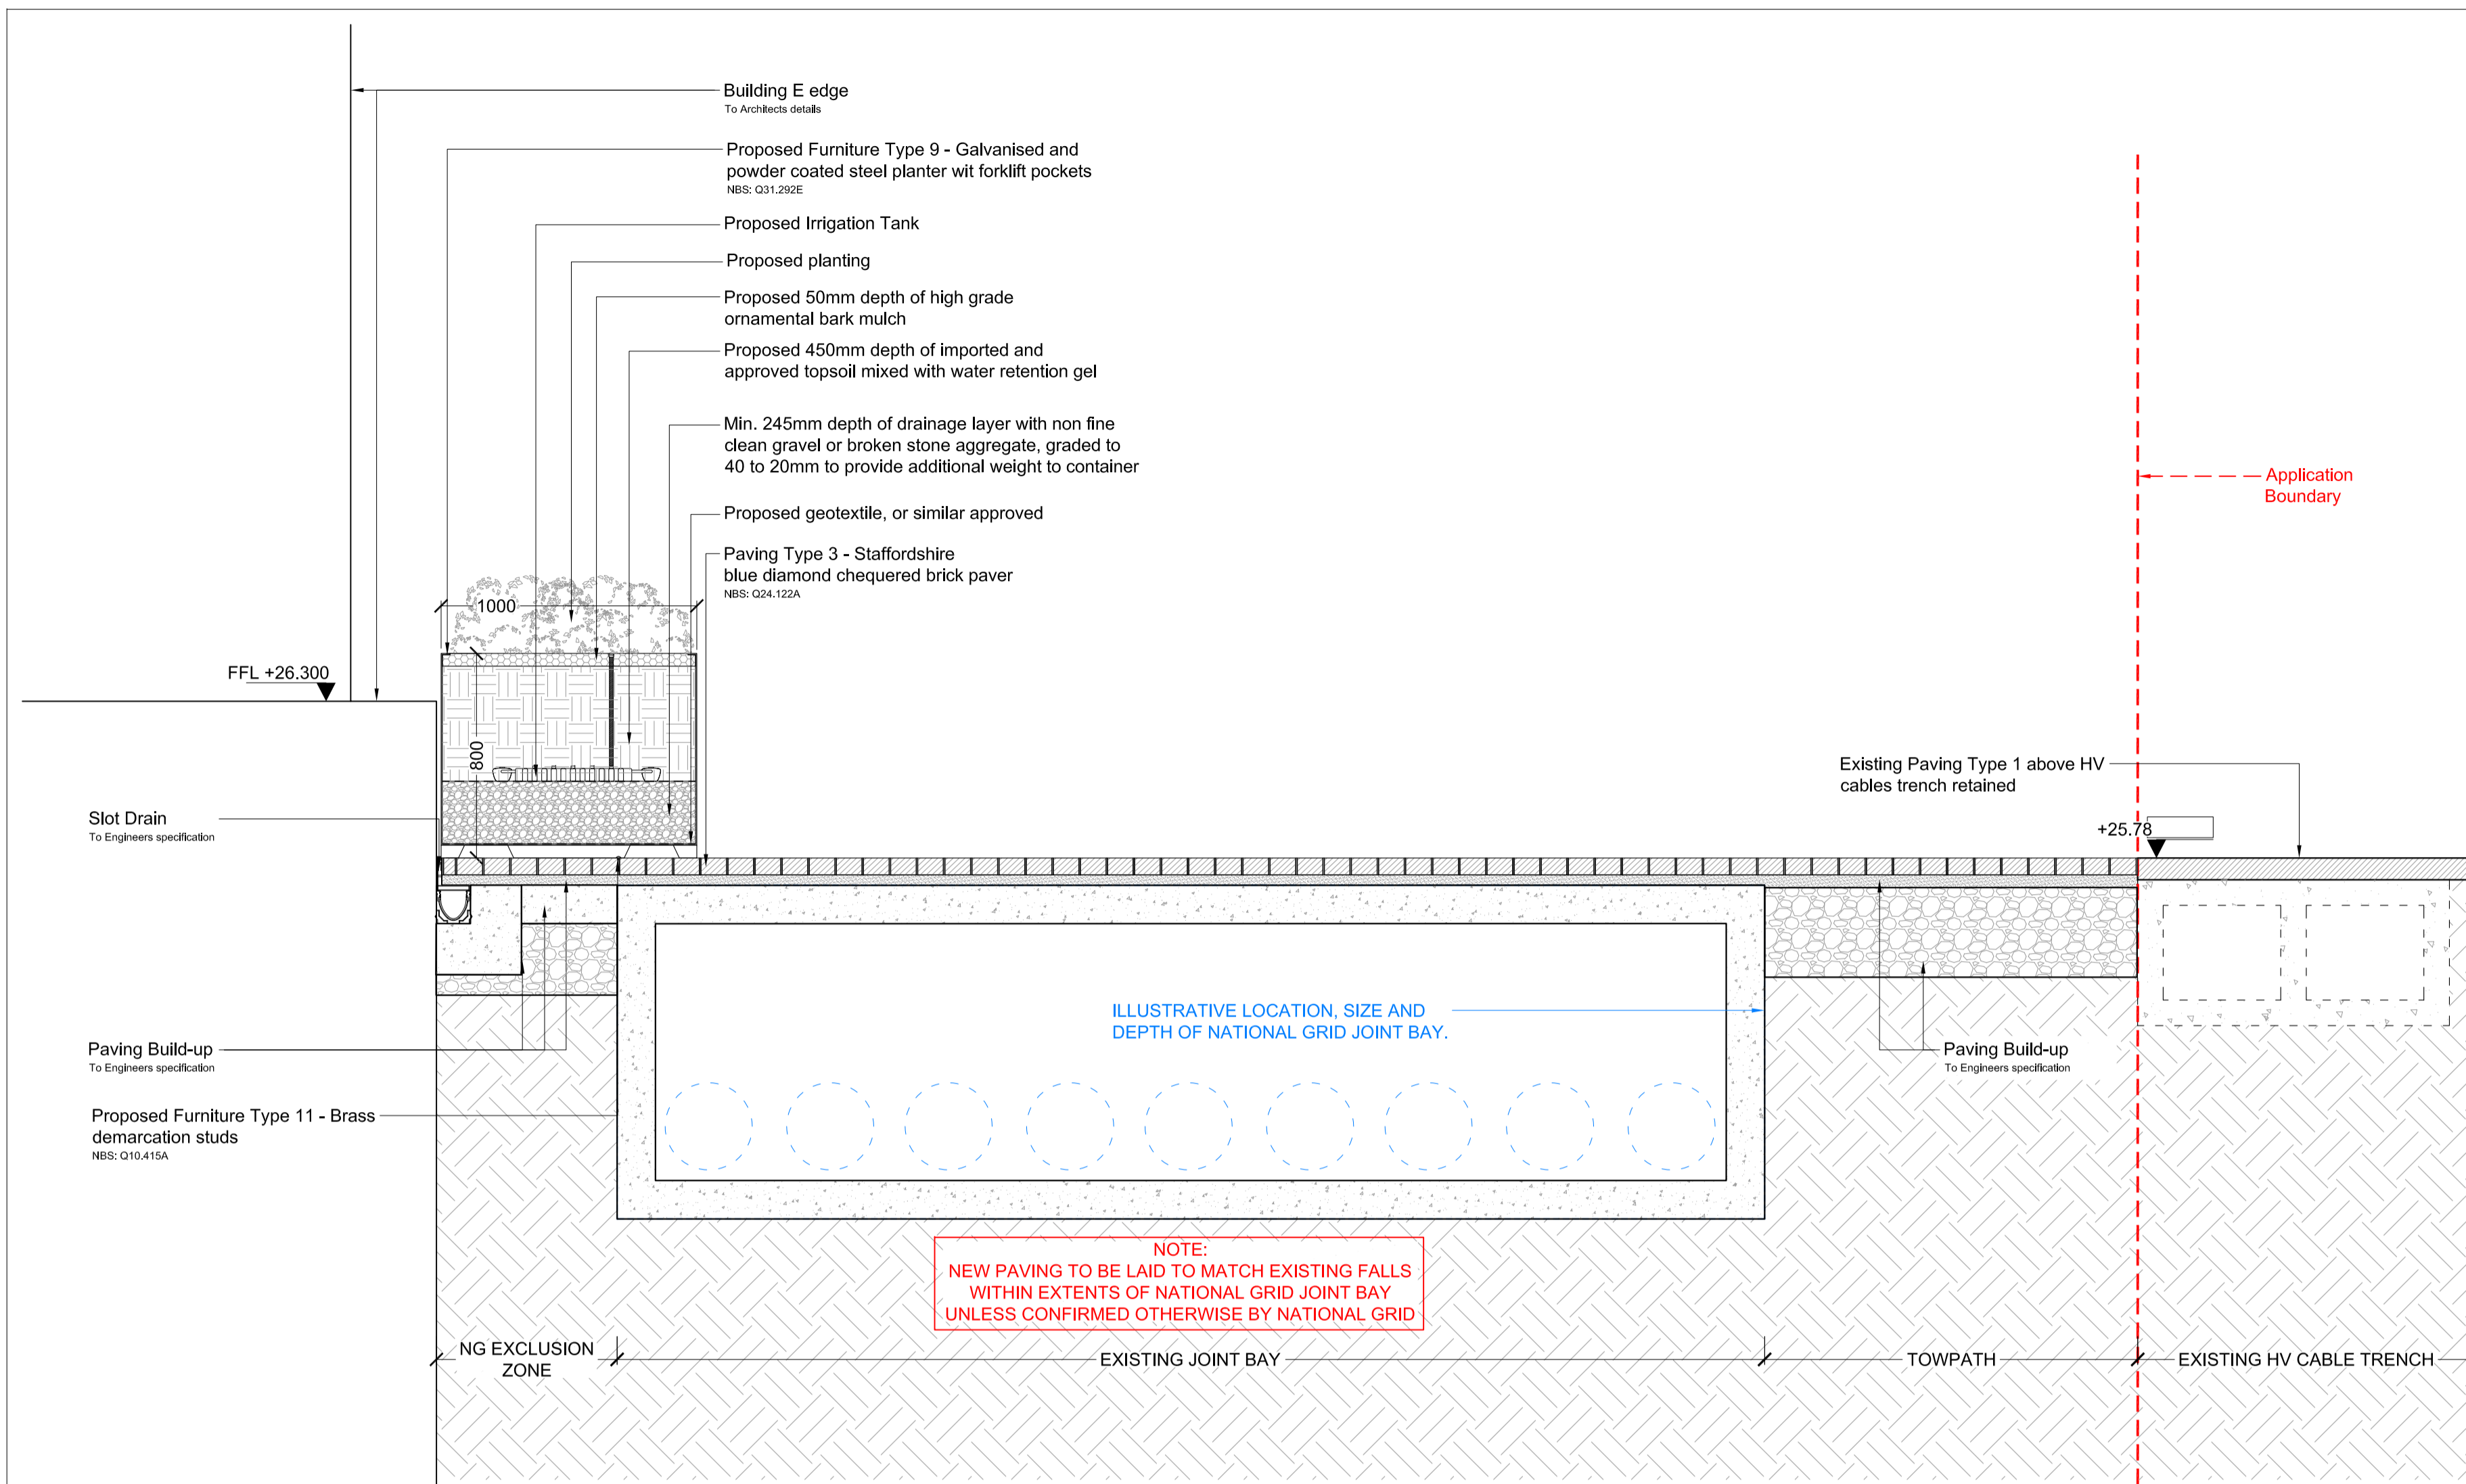 Building E edge
To Architects details
Proposed Furniture Type 9 - Galvanised and
powder coated steel planter wit forklift pockets
NBS: Q31.292E
Proposed Irrigation Tank
Proposed planting
Proposed 50mm depth of high grade
ornamental bark mulch
Proposed 450mm depth of imported and
approved topsoil mixed with water retention gel
Min. 245mm depth of drainage layer with non fine
clean gravel or broken stone aggregate, graded to
40 to 20mm to provide additional weight to container
Proposed geotextile, or similar approved
Paving Type 3 - Staffordshire
blue diamond chequered brick paver
NBS: Q24.122A
Application
Boundary
1000
FFL +26.300
800
Existing Paving Type 1 above HV
cables trench retained
Slot Drain
To Engineers specification
+25.78
ILLUSTRATIVE LOCATION, SIZE AND
DEPTH OF NATIONAL GRID JOINT BAY.
Paving Build-up
To Engineers specification
Paving Build-up
To Engineers specification
Proposed Furniture Type 11 - Brass
demarcation studs
NBS: Q10.415A
NOTE:
NEW PAVING TO BE LAID TO MATCH EXISTING FALLS
WITHIN EXTENTS OF NATIONAL GRID JOINT BAY
UNLESS CONFIRMED OTHERWISE BY NATIONAL GRID
NG EXCLUSION
ZONE
EXISTING JOINT BAY
TOWPATH
EXISTING HV CABLE TRENCH